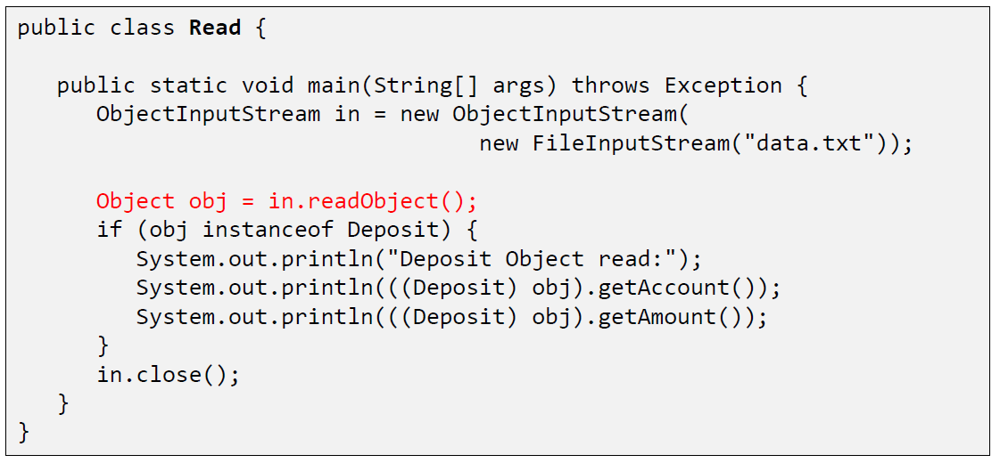 public class Read {
public static void main(String[] args) throws Exception {
ObjectInputStream in = new ObjectInputStream(
new FileInputStream("data.txt"));
Object obj = in.readObject();
if (obj instanceof Deposit) {
System.out.println("Deposit Object read:");
System.out.println(((Deposit) obj).getAccount());
System.out.println(((Deposit) obj).getAmount());
}
in.close();
}
}